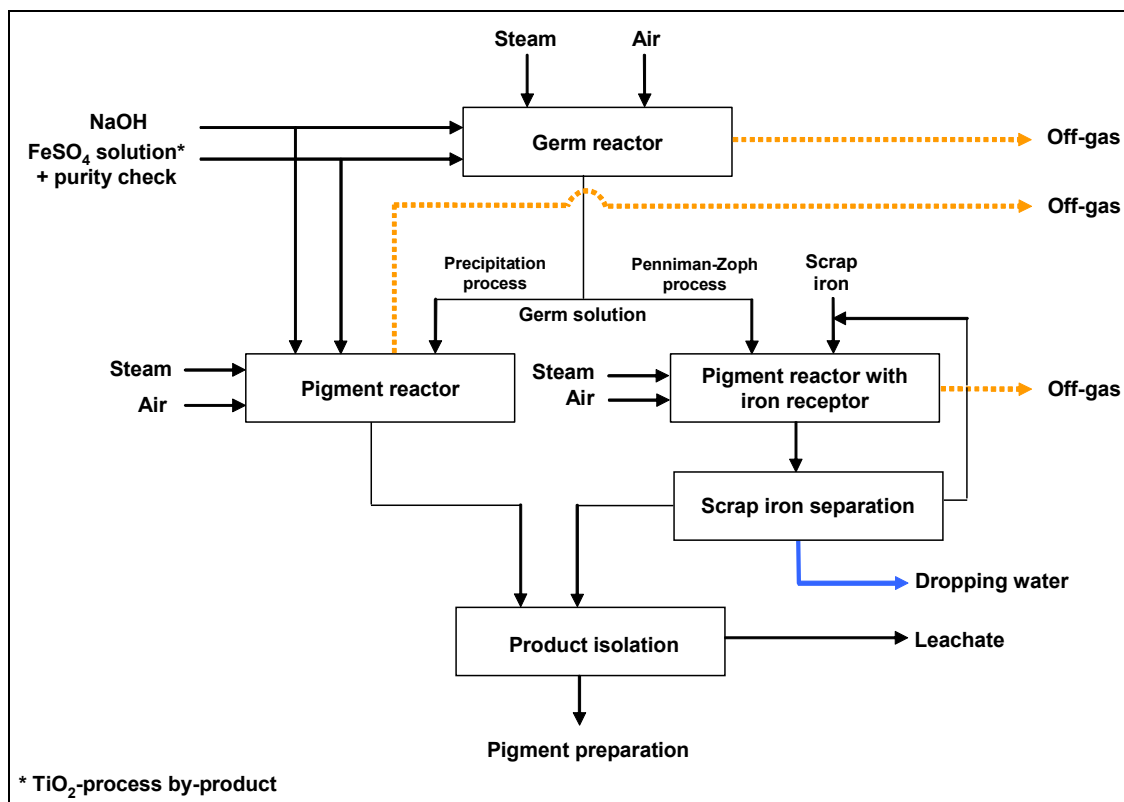 Steam
Air
NaOH
FeSO4 solution*
+ purity check
Germ reactor
Off-gas
Off-gas
Precipitation
process
Penniman-Zoph
process
Scrap
iron
Germ solution
Steam
Air
Pigment reactor
Steam
Air
Pigment reactor with
iron receptor
Off-gas
Scrap iron separation
Dropping water
Product isolation
Leachate
Pigment preparation
* TiO2-process by-product